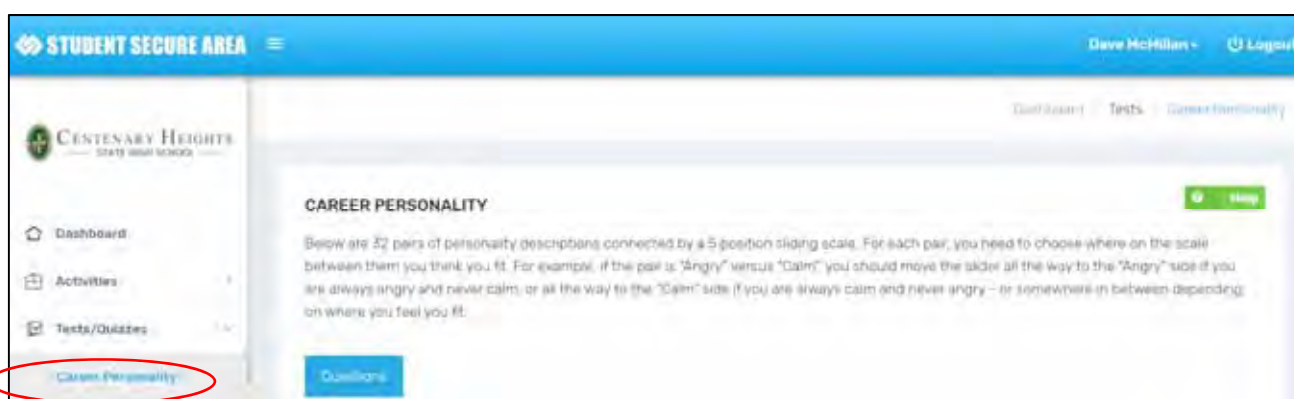 STUDENT SECURE AREA
Dave McMillan
Logout
CENTENARY HEIGHTS
STATE HIGH SCHOOL
Dashboard / Tests / Career Personality
CAREER PERSONALITY
Help
Below are 32 pairs of personality descriptions connected by a 5 position sliding scale. For each pair, you need to choose where on the scale
between them you think you fit. For example, if the pair is "Angry" versus "Calm" you should move the slider all the way to the "Angry" side if you
are always angry and never calm, or all the way to the "Calm" side if you are always calm and never angry – or somewhere in between depending
on where you feel you fit.
Questions
Dashboard
Activities
Tests/Quizzes
Career Personality